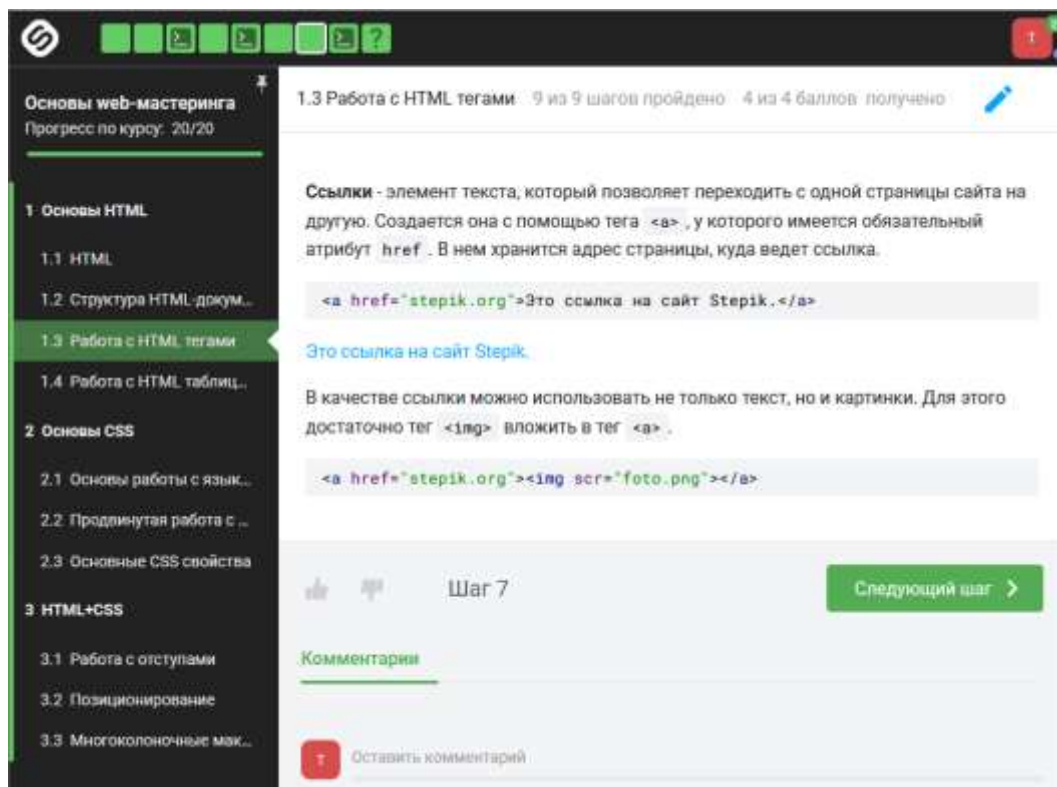 Основы web-мастеринга
Прогресс по курсу: 20/20
1 Основы HTML
1.1 HTML
1.2 Структура HTML-докум...
1.3 Работа с HTML тегами
1.4 Работа с HTML таблиц...
2 Основы CSS
2.1 Основы работы с язык...
2.2 Продвинутая работа с ...
2.3 Основные CSS свойства
3 HTML+CSS
3.1 Работа с отступами
3.2 Позиционирование
3.3 Многоколоночные мак...
?
T
1.3 Работа с HTML тегами 9 из 9 шагов пройдено 4 из 4 баллов получено
Ссылки - элемент текста, который позволяет переходить с одной страницы сайта на
другую. Создается она с помощью тега <a> , у которого имеется обязательный
атрибут href . В нем хранится адрес страницы, куда ведет ссылка.
<a href="stepik.org">Это ссылка на сайт Stepik.</a>
Это ссылка на сайт Stepik.
В качестве ссылки можно использовать не только текст, но и картинки. Для этого
достаточно тег <img> вложить в тег <a> .
<a href="stepik.org"><img scr="foto.png"></a>
Шаг 7
Следующий шаг
Комментарии
T
Оставить комментарий